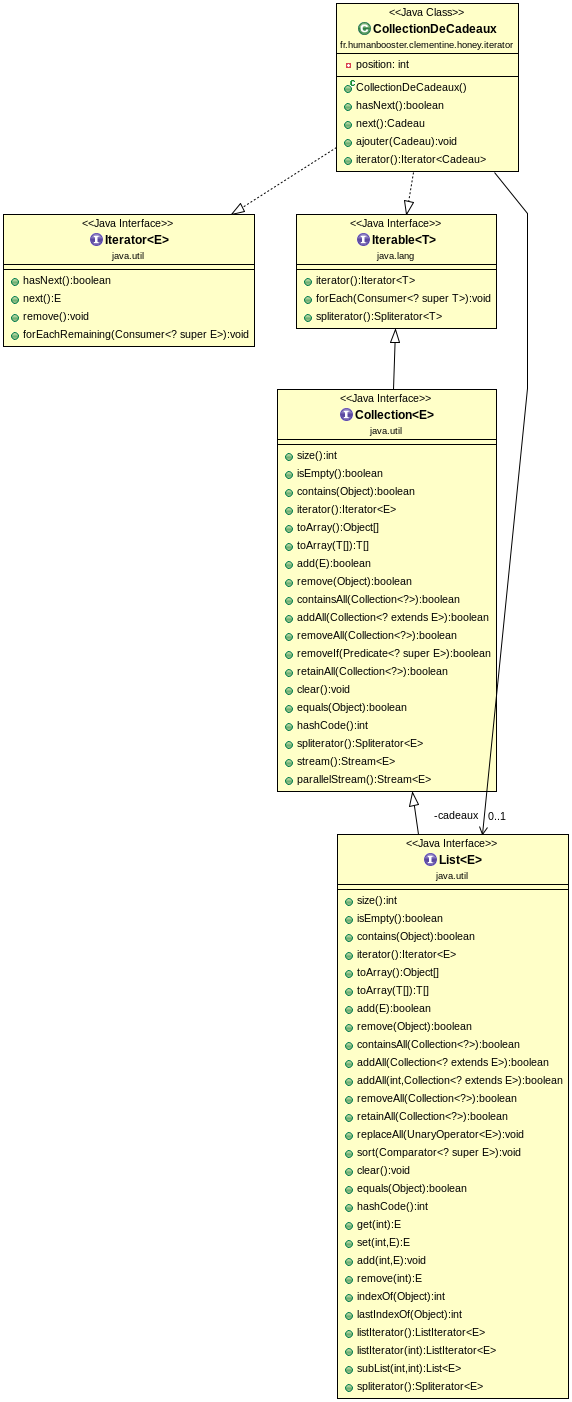 <<Java Class>>
CollectionDeCadeaux
fr.humanbooster.clementine.honey.iterator
position: int
CollectionDeCadeaux()
hasNext():boolean
next():Cadeau
ajouter(Cadeau):void
iterator():Iterator<Cadeau>
<<Java Interface>>
Iterator<E>
java.util
hasNext():boolean
next():E
remove():void
forEachRemaining(Consumer<? super E>):void
<<Java Interface>>
Iterable<T>
java.lang
iterator():Iterator<T>
forEach(Consumer<? super T>):void
spliterator():Spliterator<T>
<<Java Interface>>
Collection<E>
java.util
size():int
isEmpty():boolean
contains(Object):boolean
iterator():Iterator<E>
toArray():Object[]
toArray(T[]):T[]
add(E):boolean
remove(Object):boolean
containsAll(Collection<?>):boolean
addAll(Collection<? extends E>):boolean
removeAll(Collection<?>):boolean
removeIf(Predicate<? super E>):boolean
retainAll(Collection<?>):boolean
clear():void
equals(Object):boolean
hashCode():int
spliterator():Spliterator<E>
stream():Stream<E>
parallelStream():Stream<E>
-cadeaux 0..1
<<Java Interface>>
List<E>
java.util
size():int
isEmpty():boolean
contains(Object):boolean
iterator():Iterator<E>
toArray():Object[]
toArray(T[]):T[]
add(E):boolean
remove(Object):boolean
containsAll(Collection<?>):boolean
addAll(Collection<? extends E>):boolean
addAll(int,Collection<? extends E>):boolean
removeAll(Collection<?>):boolean
retainAll(Collection<?>):boolean
replaceAll(UnaryOperator<E>):void
sort(Comparator<? super E>):void
clear():void
equals(Object):boolean
hashCode():int
get(int):E
set(int,E):E
add(int,E):void
remove(int):E
indexOf(Object):int
lastIndexOf(Object):int
listIterator():ListIterator<E>
listIterator(int):ListIterator<E>
subList(int,int):List<E>
spliterator():Spliterator<E>